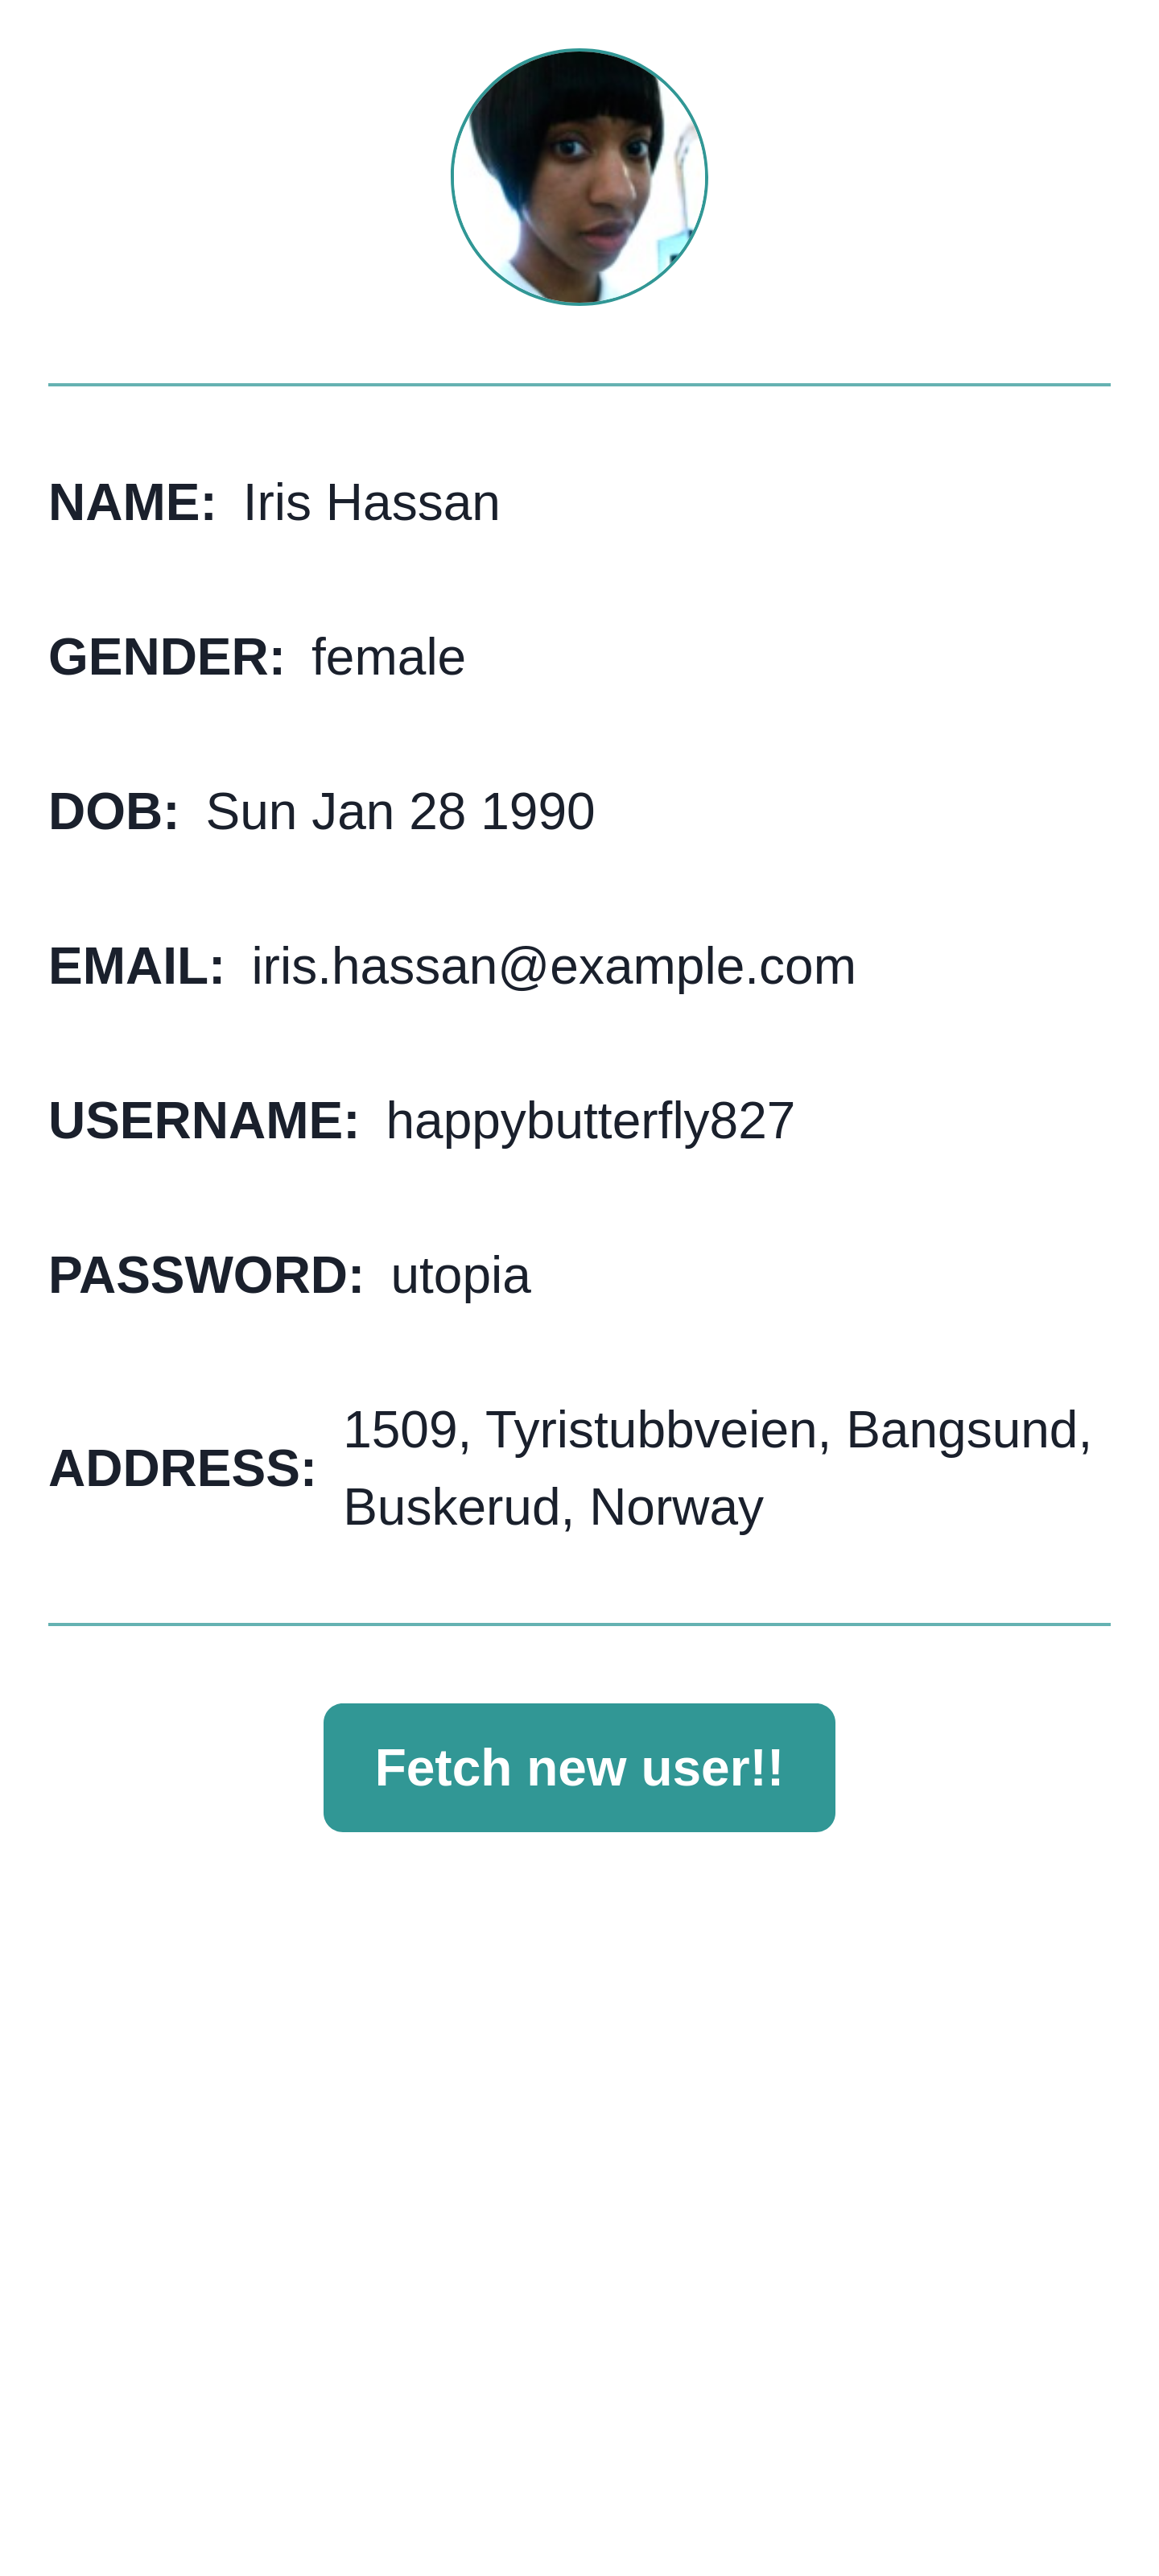 NAME: Iris Hassan
GENDER: female
DOB: Sun Jan 28 1990
EMAIL: iris.hassan@example.com
USERNAME: happybutterfly827
PASSWORD: utopia
ADDRESS: 1509, Tyristubbveien, Bangsund,
Buskerud, Norway
Fetch new user!!